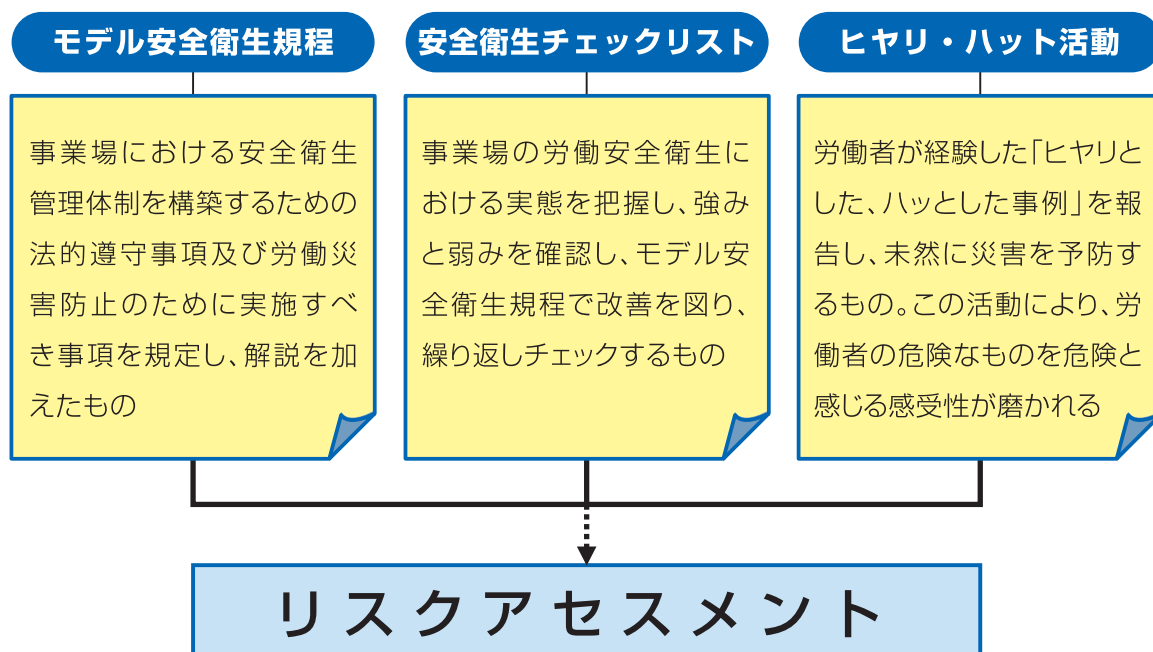 モデル安全衛生規程
事業場における安全衛生
管理体制を構築するための
法的遵守事項及び労働災
害防止のために実施すべ
き事項を規定し、解説を加
えたもの
安全衛生チェックリスト
事業場の労働安全衛生に
おける実態を把握し、強み
と弱みを確認し、モデル安
全衛生規程で改善を図り、
繰り返しチェックするもの
ヒヤリ・ハット活動
労働者が経験した「ヒヤリと
した、ハッとした事例」を報
告し、未然に災害を予防す
るもの。この活動により、労
働者の危険なものを危険と
感じる感受性が磨かれる
リスクアセスメント